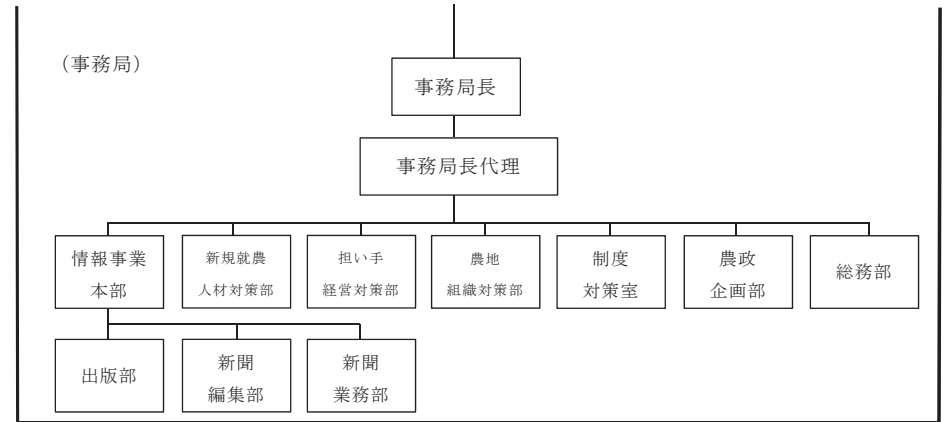 （事務局）
事務局長
事務局長代理
情報事業
本部
新規就農
人材対策部
担い手
経営対策部
農地
組織対策部
制度
対策室
農政
企画部
総務部
出版部
新聞
編集部
新聞
業務部